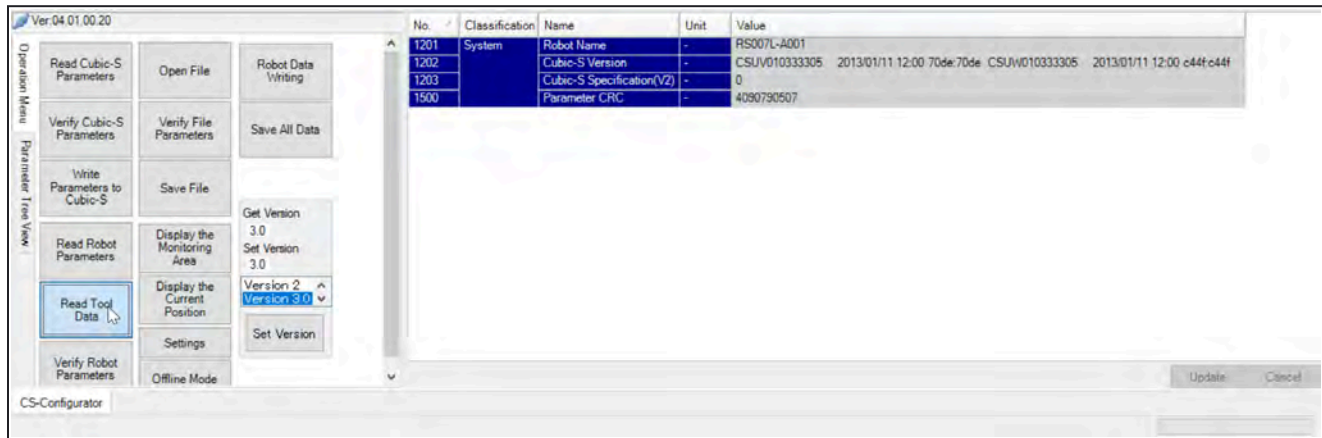 Ver:04.01.00.20
Operation Menu
Parameter Tree View
Read Cubic-S
Parameters
Open File
Robot Data
Writing
Verify Cubic-S
Parameters
Verify File
Parameters
Save All Data
Write
Parameters to
Cubic-S
Save File
Get Version
3.0
Set Version
3.0
Read Robot
Parameters
Display the
Monitoring
Area
Version 2
Version 3.0
Read Tool
Data
Display the
Current
Position
Set Version
Settings
Verify Robot
Parameters
Offline Mode
No. Classification Name Unit Value
1201 System Robot Name - RS007L-A001
1202 Cubic-S Version - CSUV010333305 2013/01/11 12:00 70de:70de CSUV010333305 2013/01/11 12:00 c44f:c44f
1203 Cubic-S Specification(V2) - 0
1500 Parameter CRC - 4090790507
Update Cancel
CS-Configurator